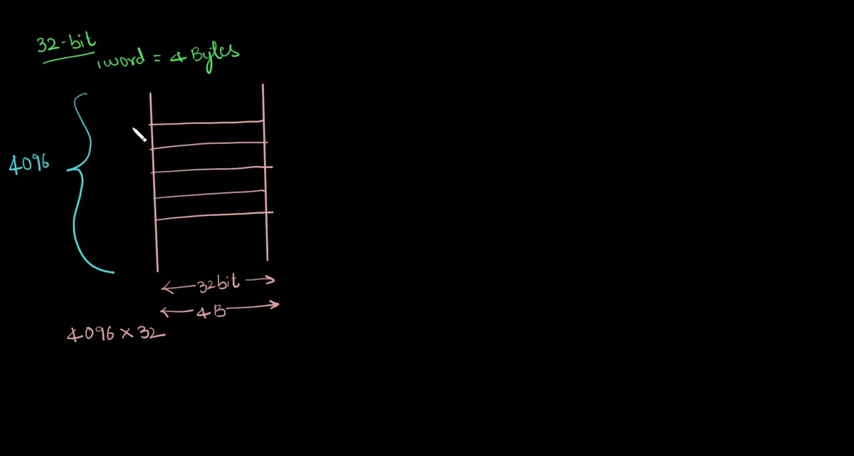 32-bit
1word = 4 Bytes
4096
32bit
4B
4096 × 32